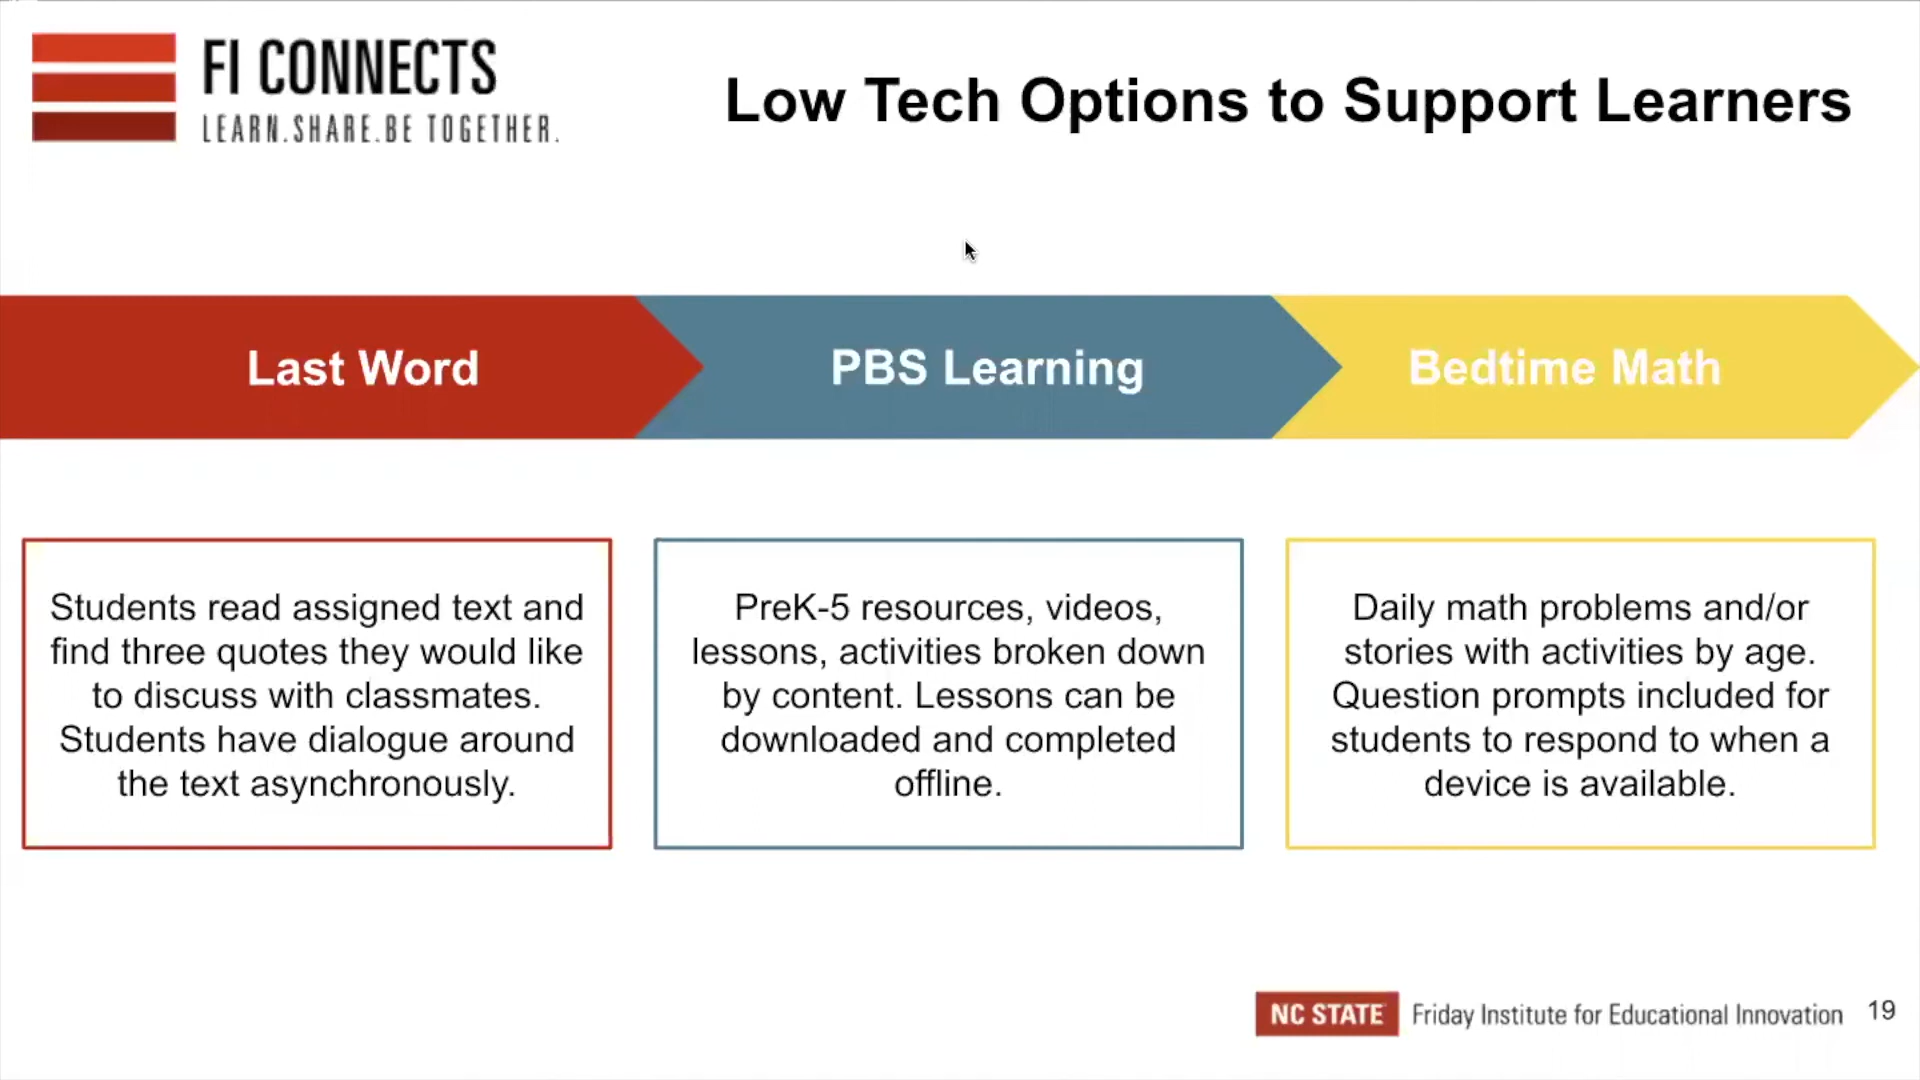 FI CONNECTS
LEARN.SHARE.BE TOGETHER.
Low Tech Options to Support Learners
Last Word
PBS Learning
Bedtime Math
Students read assigned text and
find three quotes they would like
to discuss with classmates.
Students have dialogue around
the text asynchronously.
PreK-5 resources, videos,
lessons, activities broken down
by content. Lessons can be
downloaded and completed
offline.
Daily math problems and/or
stories with activities by age.
Question prompts included for
students to respond to when a
device is available.
NC STATE Friday Institute for Educational Innovation
19